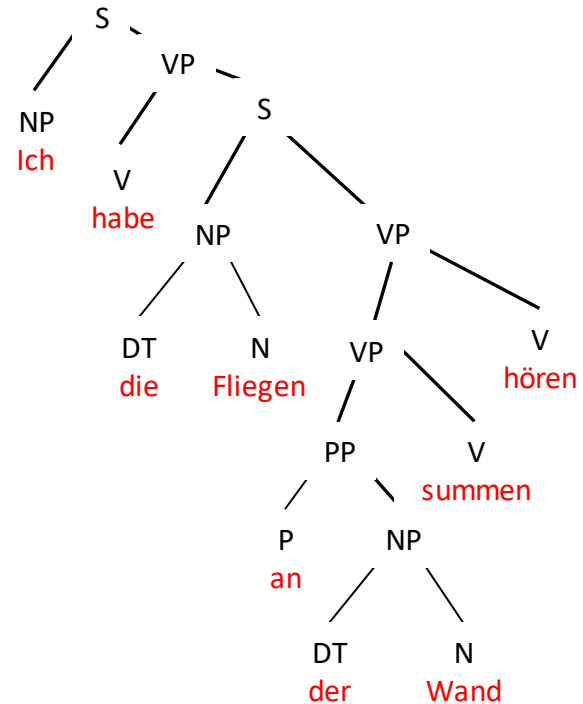 S
VP
NP
Ich
S
V
habe
NP
VP
DT
die
N
Fliegen
VP
V
hören
PP
V
summen
P
an
NP
DT
der
N
Wand